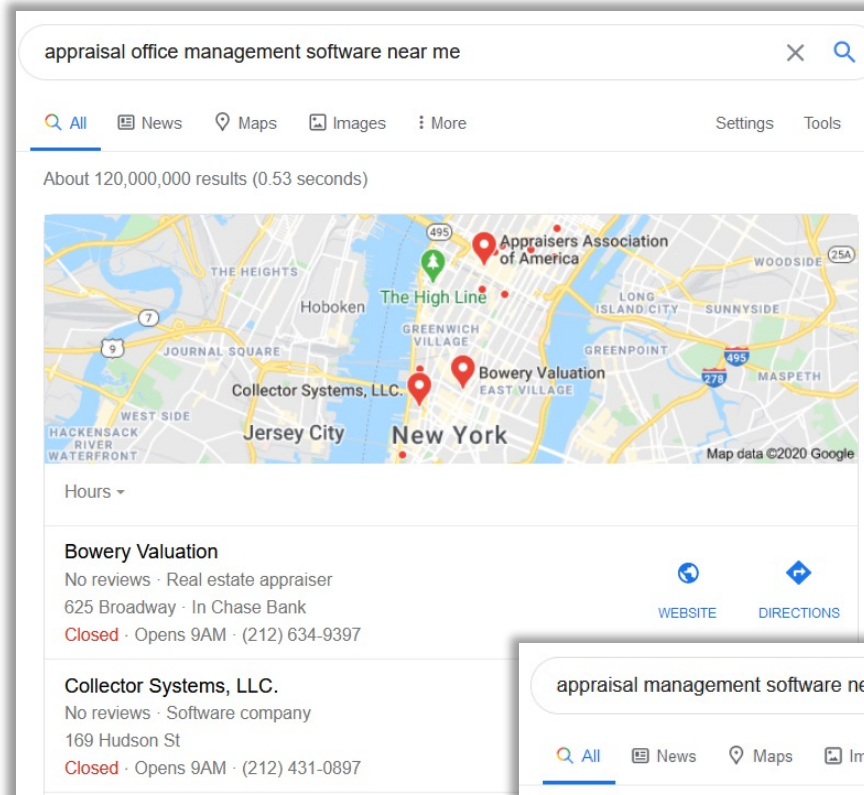 appraisal office management software near me
All News Maps Images More Settings Tools
About 120,000,000 results (0.53 seconds)
495
Appraisers Association
of America
25A
WOODSIDE
THE HEIGHTS
The High Line
Hoboken
LONG
ISLAND CITY
SUNNYSIDE
7
GREENWICH
VILLAGE
9
JOURNAL SQUARE
GREENPOINT
495
Bowery Valuation
278
MASPETH
Collector Systems, LLC.
EAST VILLAGE
WEST SIDE
HACKENSACK
RIVER
WATERFRONT
Jersey City
New York
Map data ©2020 Google
Hours
Bowery Valuation
No reviews · Real estate appraiser
625 Broadway · In Chase Bank
WEBSITE DIRECTIONS
Closed · Opens 9AM · (212) 634-9397
Collector Systems, LLC.
No reviews · Software company
169 Hudson St
Closed · Opens 9AM · (212) 431-0897
appraisal management software ne
All News Maps Im